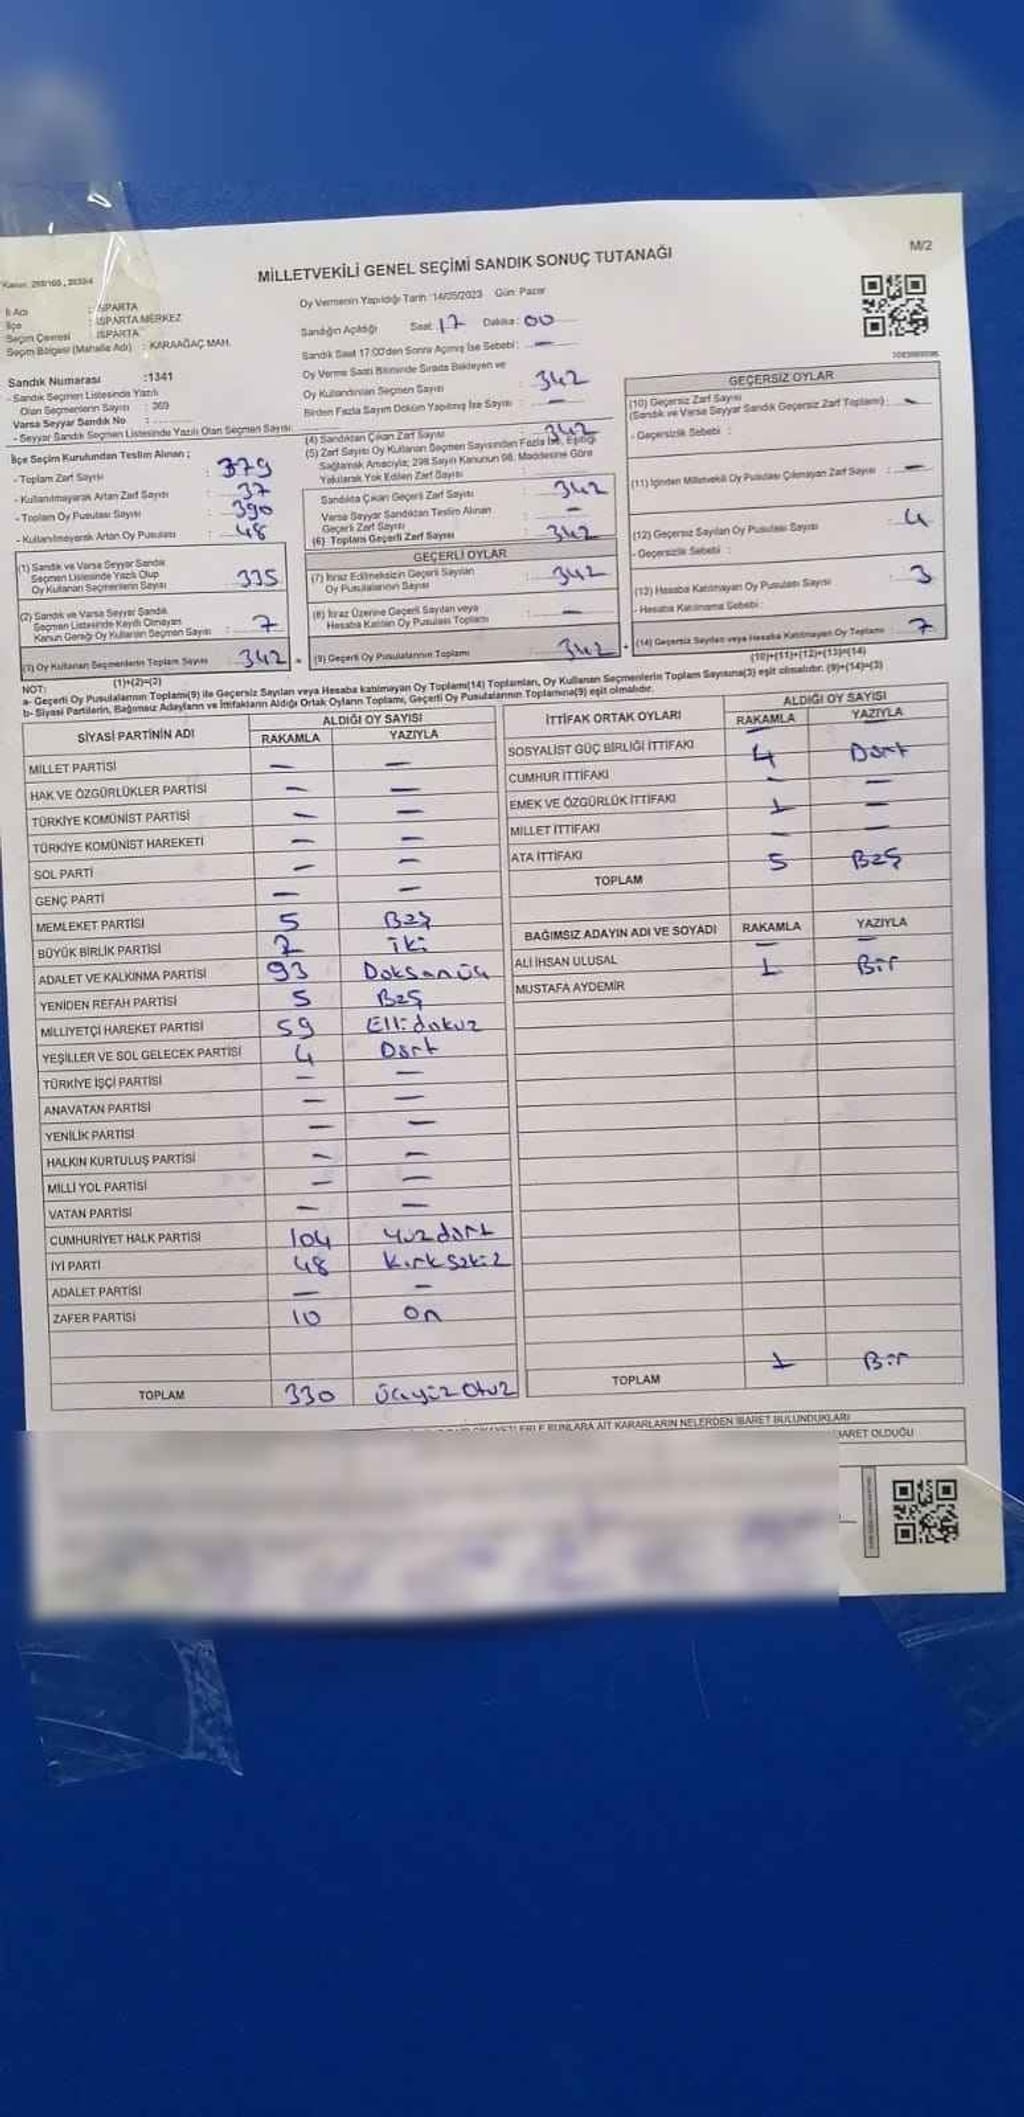 MİLLETVEKİLİ GENEL SEÇİMİ SANDIK SONUÇ TUTANAĞI
M/2
İl Adı : ISPARTA
İlçe : ISPARTA MERKEZ
Seçim Çevresi : ISPARTA
Seçim Bölgesi (Mahalle Adı) : KARAAĞAÇ MAH.
Oy Vermenin Yapıldığı Tarih :14/05/2023 Gün: Pazar
Sandığın Açıldığı Saat: 17 Dakika: 00
Sandık Saat 17:00'den Sonra Açılmış İse Sebebi: —
Oy Verme Saati Bitiminde Sırada Bekleyen ve
Oy Kullandırılan Seçmen Sayısı : 342
Birden Fazla Sayım Döküm Yapılmış İse Sayısı : —
Sandık Numarası :1341
- Sandık Seçmen Listesinde Yazılı
Olan Seçmenlerin Sayısı : 369
Varsa Seyyar Sandık No :
- Seyyar Sandık Seçmen Listesinde Yazılı Olan Seçmen Sayısı:
İlçe Seçim Kurulundan Teslim Alınan ;
- Toplam Zarf Sayısı : 379
- Kullanılmayarak Artan Zarf Sayısı : 37
- Toplam Oy Pusulası Sayısı : 390
- Kullanılmayarak Artan Oy Pusulası : 48
(1) Sandık ve Varsa Seyyar Sandık
Seçmen Listesinde Yazılı Olup
Oy Kullanan Seçmenlerin Sayısı : 335
(2) Sandık ve Varsa Seyyar Sandık
Seçmen Listesinde Kayıtlı Olmayan
Kanun Gereği Oy Kullanan Seçmen Sayısı : 7
(3) Oy Kullanan Seçmenlerin Toplam Sayısı : 342
(1)+(2)=(3)
(4) Sandıktan Çıkan Zarf Sayısı : 342
(5) Zarf Sayısı Oy Kullanan Seçmen Sayısından Fazla İse, Eşitliği
Sağlamak Amacıyla; 298 Sayılı Kanunun 98. Maddesine Göre
Yakılarak Yok Edilen Zarf Sayısı :
Sandıkta Çıkan Geçerli Zarf Sayısı : 342
Varsa Seyyar Sandıktan Teslim Alınan
Geçerli Zarf Sayısı : —
(6) Toplam Geçerli Zarf Sayısı : 342
GEÇERLİ OYLAR
(7) İtiraz Edilmeksizin Geçerli Sayılan
Oy Pusulalarının Sayısı : 342
(8) İtiraz Üzerine Geçerli Sayılan veya
Hesaba Katılan Oy Pusulası Toplamı : —
(9) Geçerli Oy Pusulalarının Toplamı : 342
GEÇERSİZ OYLAR
(10) Geçersiz Zarf Sayısı
(Sandık ve Varsa Seyyar Sandık Geçersiz Zarf Toplamı) : —
- Geçersizlik Sebebi :
(11) İçinden Milletvekili Oy Pusulası Çıkmayan Zarf Sayısı : —
(12) Geçersiz Sayılan Oy Pusulası Sayısı : 4
- Geçersizlik Sebebi :
(13) Hesaba Katılmayan Oy Pusulası Sayısı : 3
- Hesaba Katılmama Sebebi :
(14) Geçersiz Sayılan veya Hesaba Katılmayan Oy Toplamı : 7
(10)+(11)+(12)+(13)=(14)
NOT:
a- Geçerli Oy Pusulalarının Toplamı(9) ile Geçersiz Sayılan veya Hesaba katılmayan Oy Toplamı(14) Toplamları, Oy Kullanan Seçmenlerin Toplam Sayısına(3) eşit olmalıdır. (9)+(14)=(3)
b- Siyasi Partilerin, Bağımsız Adayların ve İttifakların Aldığı Ortak Oyların Toplamı, Geçerli Oy Pusulalarının Toplamına(9) eşit olmalıdır.
SİYASİ PARTİNİN ADI ALDIĞI OY SAYISI
RAKAMLA YAZIYLA
MİLLET PARTİSİ — —
HAK VE ÖZGÜRLÜKLER PARTİSİ — —
TÜRKİYE KOMÜNİST PARTİSİ — —
TÜRKİYE KOMÜNİST HAREKETİ — —
SOL PARTİ — —
GENÇ PARTİ — —
MEMLEKET PARTİSİ 5 Beş
BÜYÜK BİRLİK PARTİSİ 2 iki
ADALET VE KALKINMA PARTİSİ 93 Doksanüç
YENİDEN REFAH PARTİSİ 5 Beş
MİLLİYETÇİ HAREKET PARTİSİ 59 Ellidokuz
YEŞİLLER VE SOL GELECEK PARTİSİ 4 Dört
TÜRKİYE İŞÇİ PARTİSİ — —
ANAVATAN PARTİSİ — —
YENİLİK PARTİSİ — —
HALKIN KURTULUŞ PARTİSİ — —
MİLLİ YOL PARTİSİ — —
VATAN PARTİSİ — —
CUMHURİYET HALK PARTİSİ 104 Yüzdört
İYİ PARTİ 48 Kırksekiz
ADALET PARTİSİ — —
ZAFER PARTİSİ 10 On
TOPLAM 330 Üçyüz Otuz
İTTİFAK ORTAK OYLARI ALDIĞI OY SAYISI
RAKAMLA YAZIYLA
SOSYALİST GÜÇ BİRLİĞİ İTTİFAKI — —
CUMHUR İTTİFAKI 4 Dört
EMEK VE ÖZGÜRLÜK İTTİFAKI — —
MİLLET İTTİFAKI 1 —
ATA İTTİFAKI — —
TOPLAM 5 Beş
BAĞIMSIZ ADAYIN ADI VE SOYADI RAKAMLA YAZIYLA
ALİ İHSAN ULUSAL — —
MUSTAFA AYDEMİR 1 Bir
TOPLAM 1 Bir
BUNLARA AİT KARARLARIN NELERDEN İBARET BULUNDUKLARI
İBARET OLDUĞU